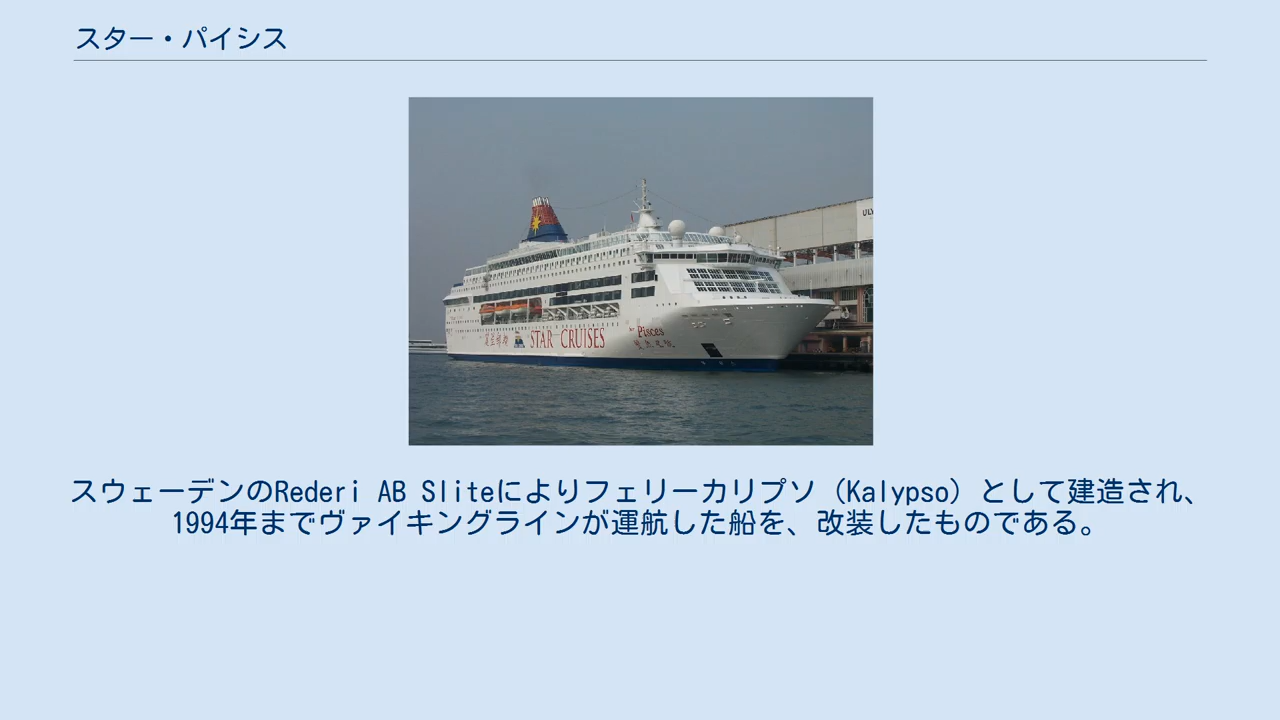 スター・パイシス
ULY
STAR CRUISES
Pisces
スウェーデンのRederi AB Sliteによりフェリーカリプソ（Kalypso）として建造され、
1994年までヴァイキングラインが運航した船を、改装したものである。